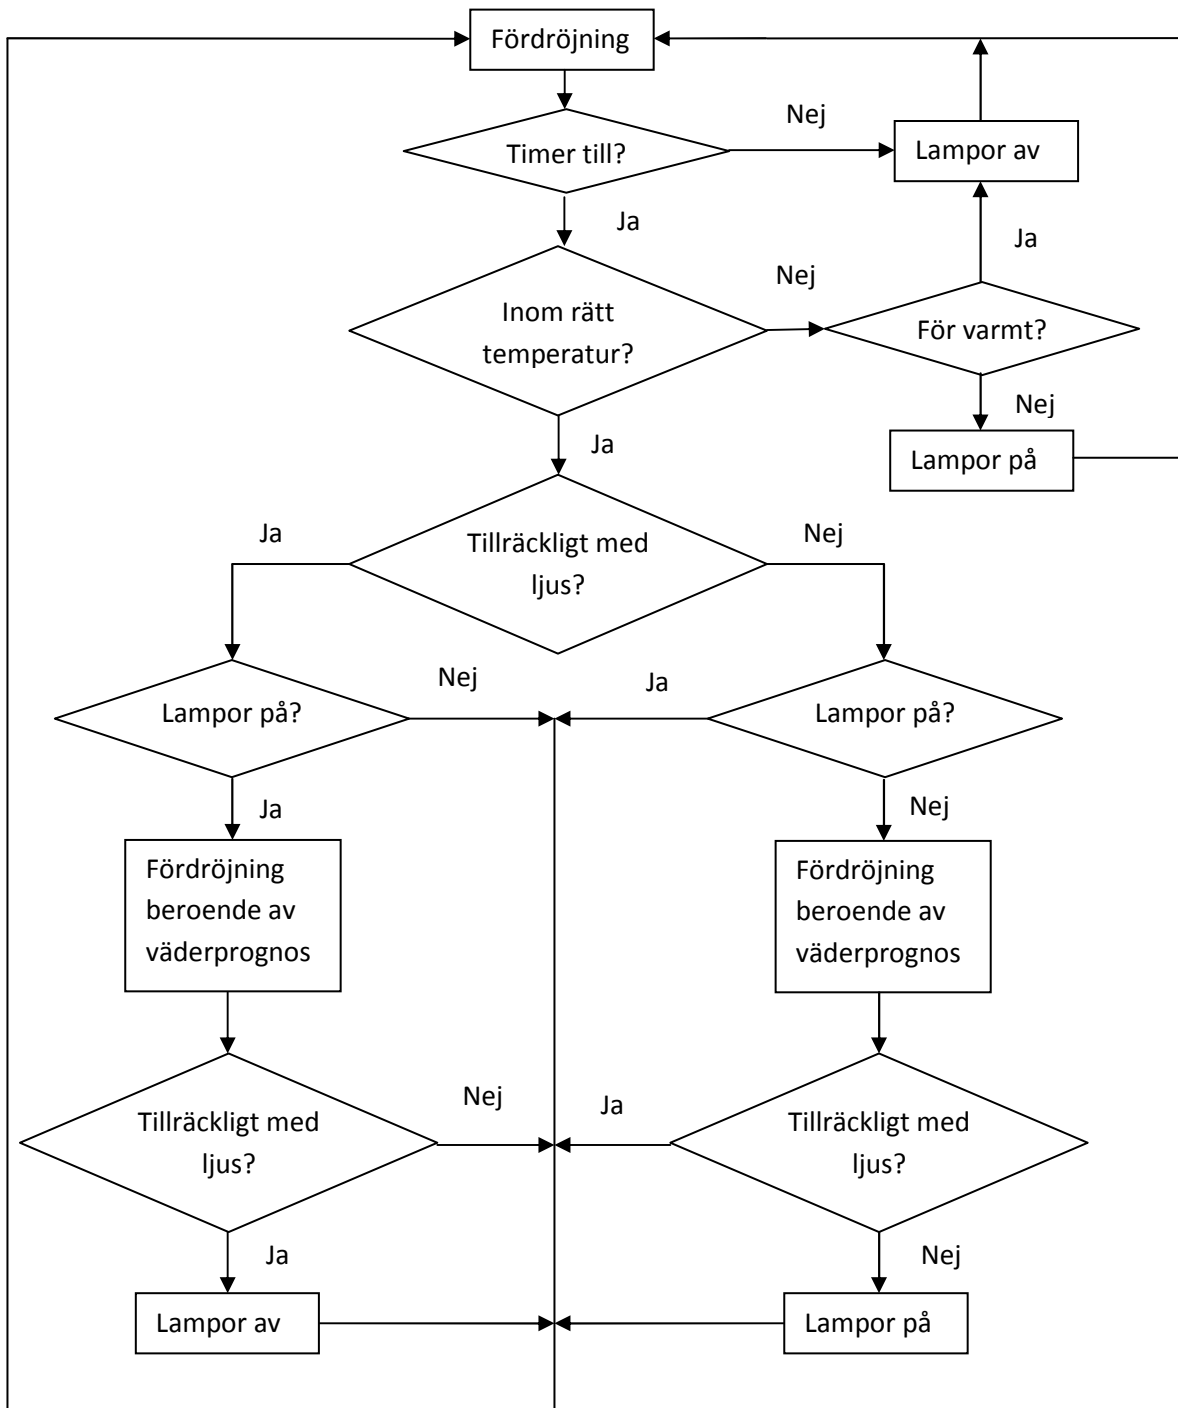 Fördröjning
Nej
Timer till?
Lampor av
Ja
Ja
Nej
Inom rätt
temperatur?
För varmt?
Nej
Ja
Lampor på
Ja
Nej
Tillräckligt med
ljus?
Nej
Ja
Lampor på?
Lampor på?
Ja
Nej
Fördröjning
beroende av
väderprognos
Fördröjning
beroende av
väderprognos
Nej
Ja
Tillräckligt med
ljus?
Tillräckligt med
ljus?
Ja
Nej
Lampor av
Lampor på